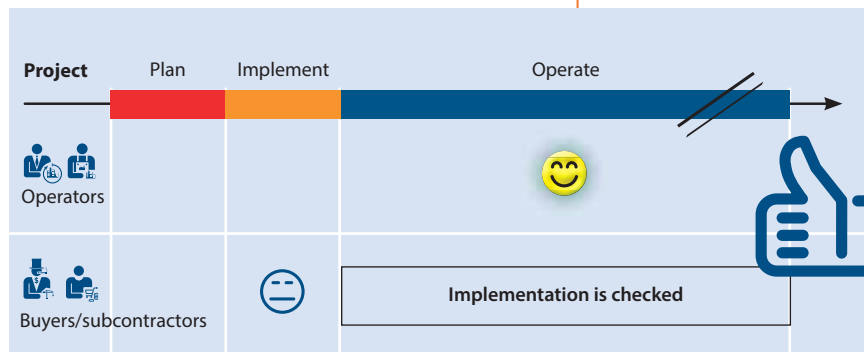 Project Plan Implement Operate
Operators
Buyers/subcontractors
Implementation is checked